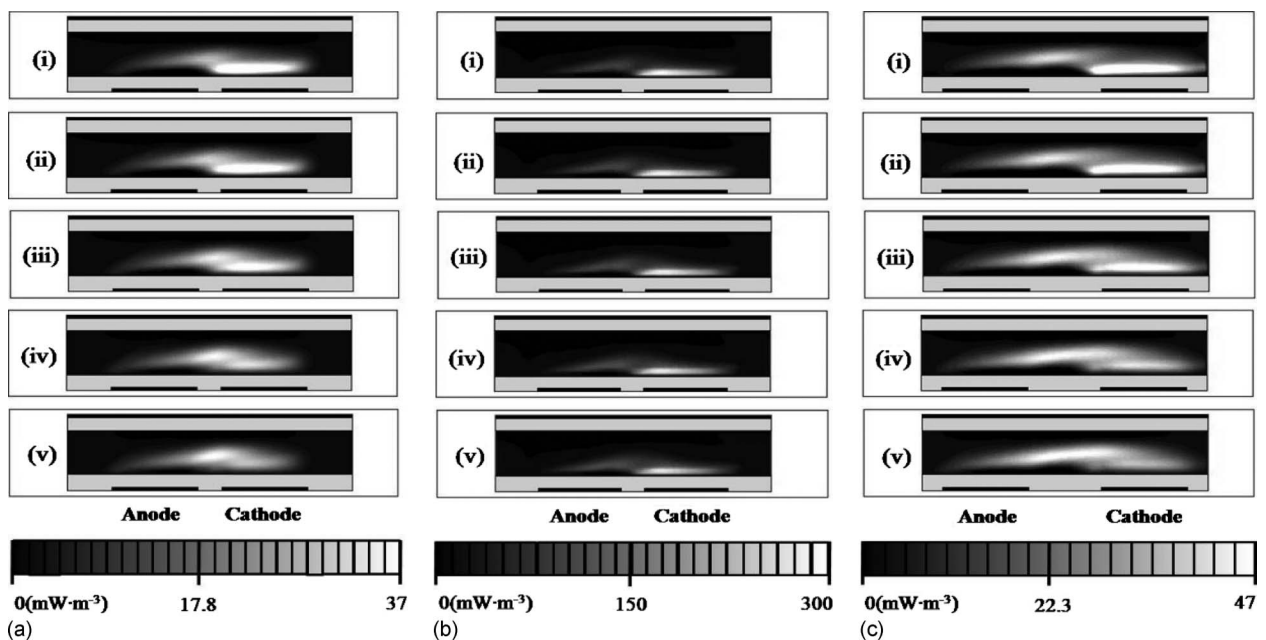 (i)
(ii)
(iii)
(iv)
(v)
Anode Cathode
0(mW·m⁻³) 17.8 37
(a)
(i)
(ii)
(iii)
(iv)
(v)
Anode Cathode
0(mW·m⁻³) 150 300
(b)
(i)
(ii)
(iii)
(iv)
(v)
Anode Cathode
0(mW·m⁻³) 22.3 47
(c)